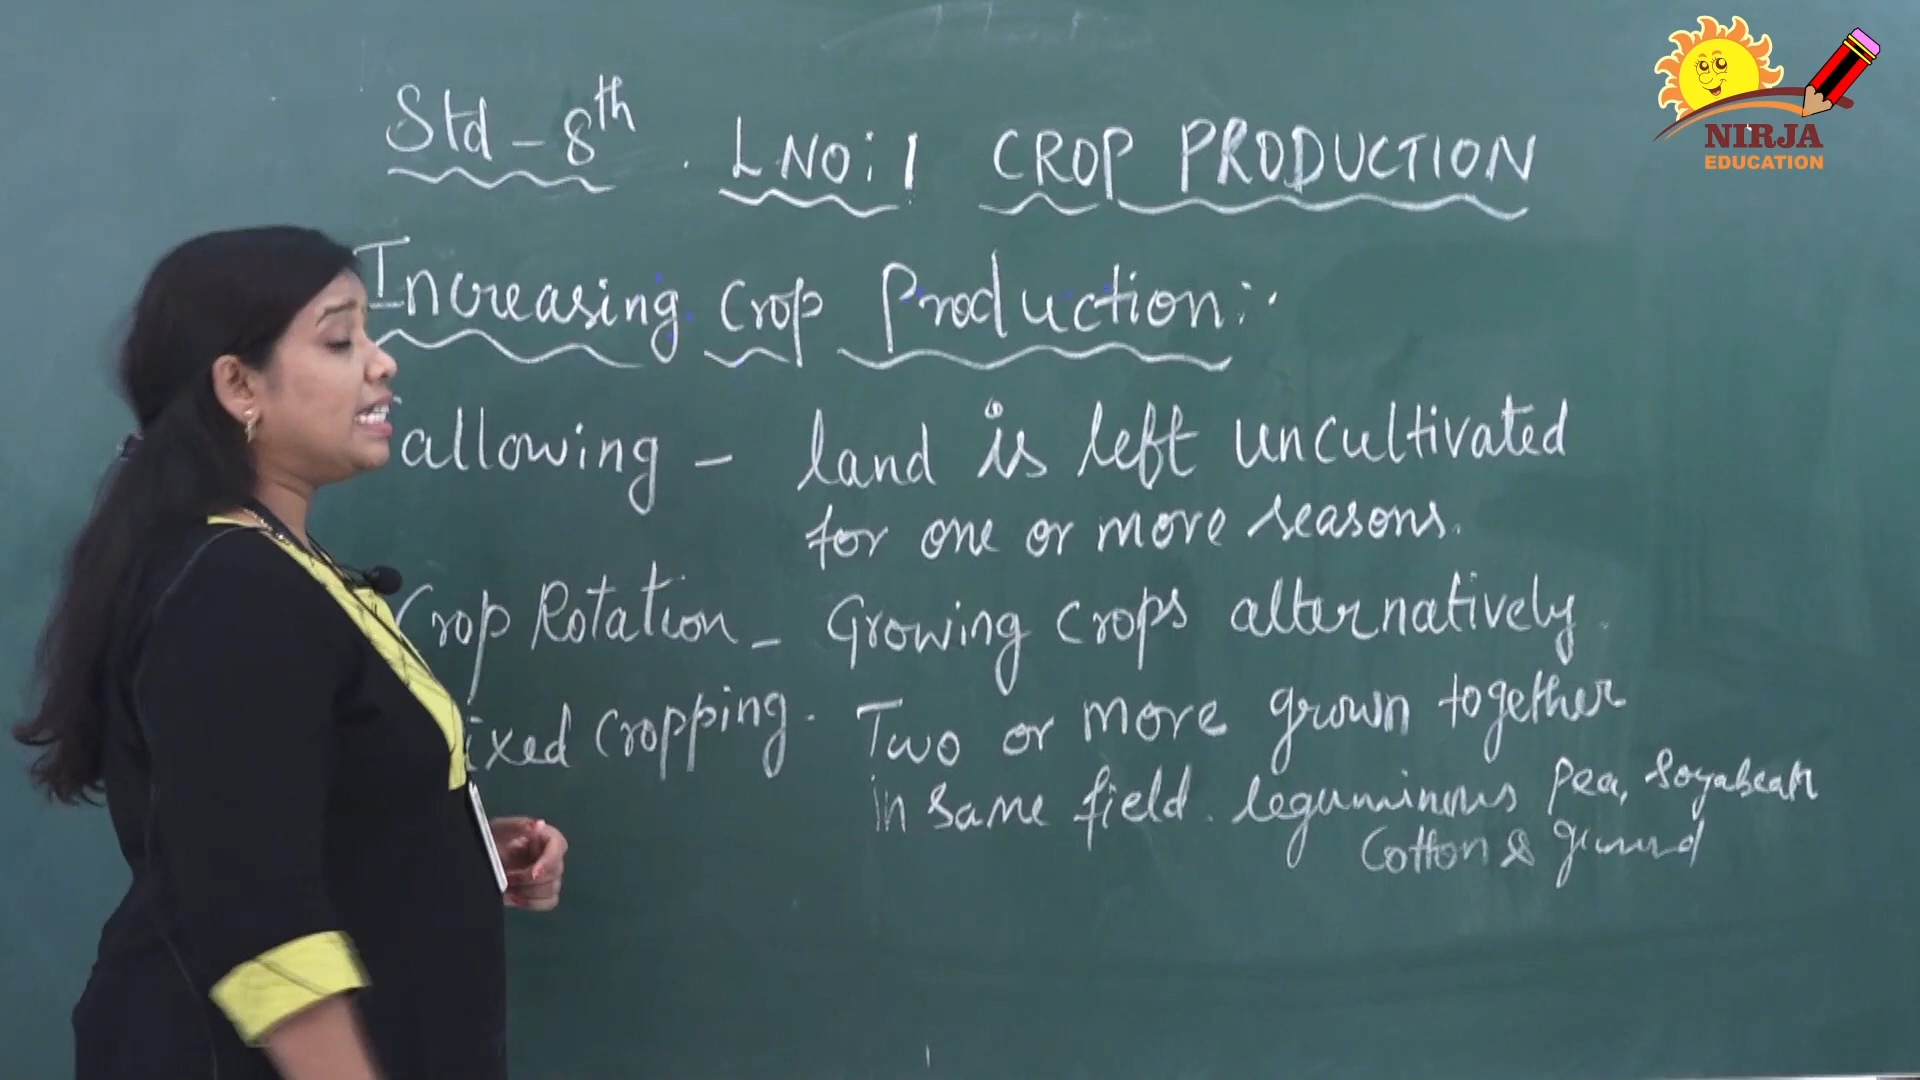 Std - 8th . LNO: 1 CROP PRODUCTION
NIRJA
EDUCATION
Increasing Crop Production:
allowing - land is left uncultivated
for one or more seasons.
Crop Rotation - Growing crops alternatively.
ixed cropping. Two or more grown together
in same field. leguminous Pea, Soyabean
Cotton &